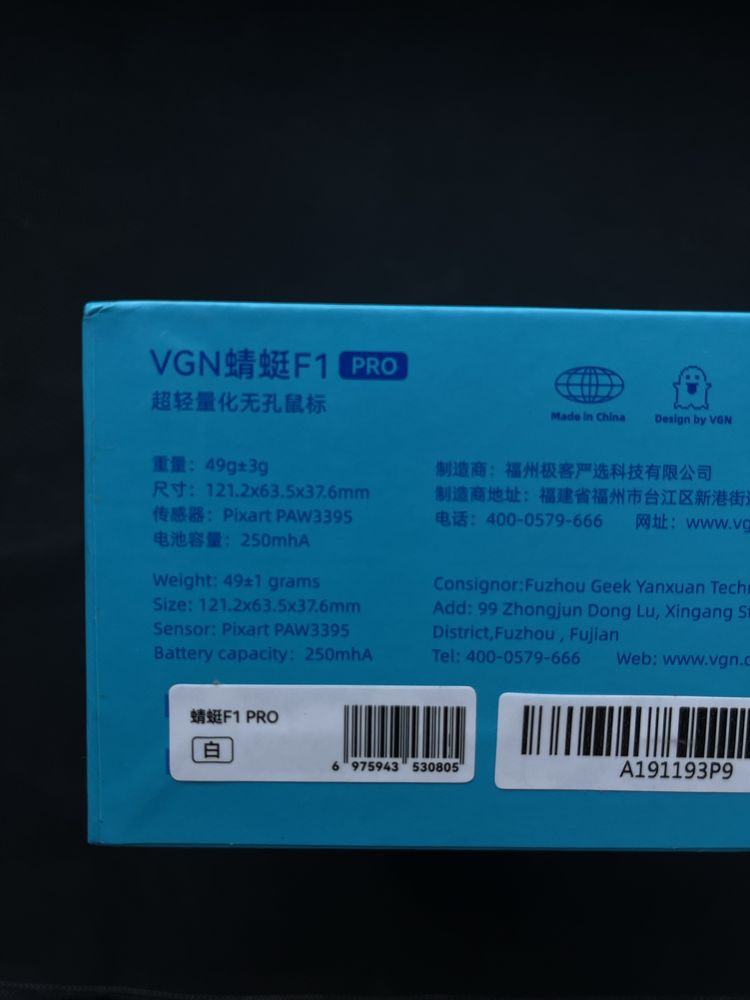 VGN蜻蜓F1 PRO
超轻量化无孔鼠标
Made in China
Design by VGN
重量：49g±3g
尺寸：121.2x63.5x37.6mm
传感器：Pixart PAW3395
电池容量：250mhA
制造商：福州极客严选科技有限公司
制造商地址：福建省福州市台江区新港街
电话：400-0579-666 网址：www.vg
Weight: 49±1 grams
Size: 121.2x63.5x37.6mm
Sensor: Pixart PAW3395
Battery capacity：250mhA
Consignor:Fuzhou Geek Yanxuan Tech
Add: 99 Zhongjun Dong Lu, Xingang
District,Fuzhou , Fujian
Tel: 400-0579-666 Web: www.vgn.
蜻蜓F1 PRO
白
6 975943 530805
A191193P9